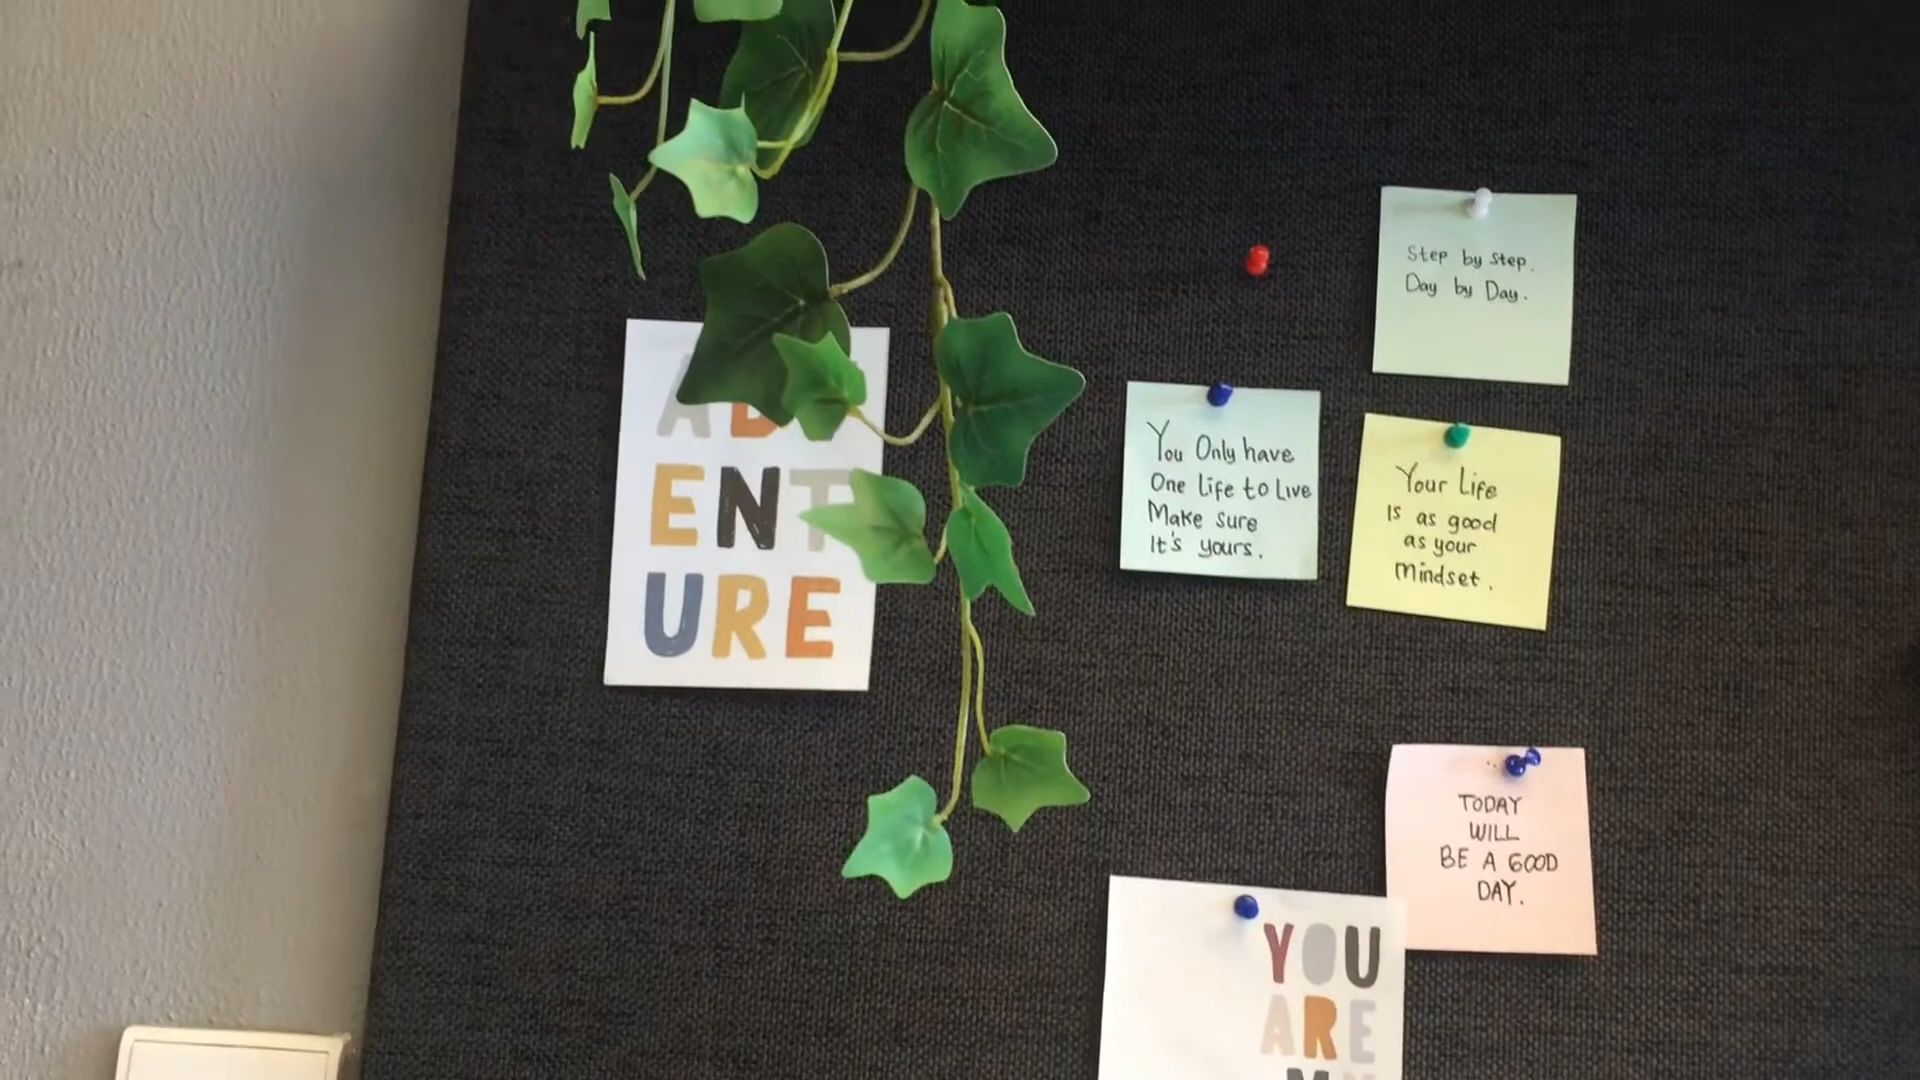 Step by Step.
Day by Day.
You Only have
One Life to Live
Make Sure
It's yours.
Your Life
Is as good
as your
Mindset.
ENT
URE
TODAY
WILL
BE A GOOD
DAY.
YOU
ARE